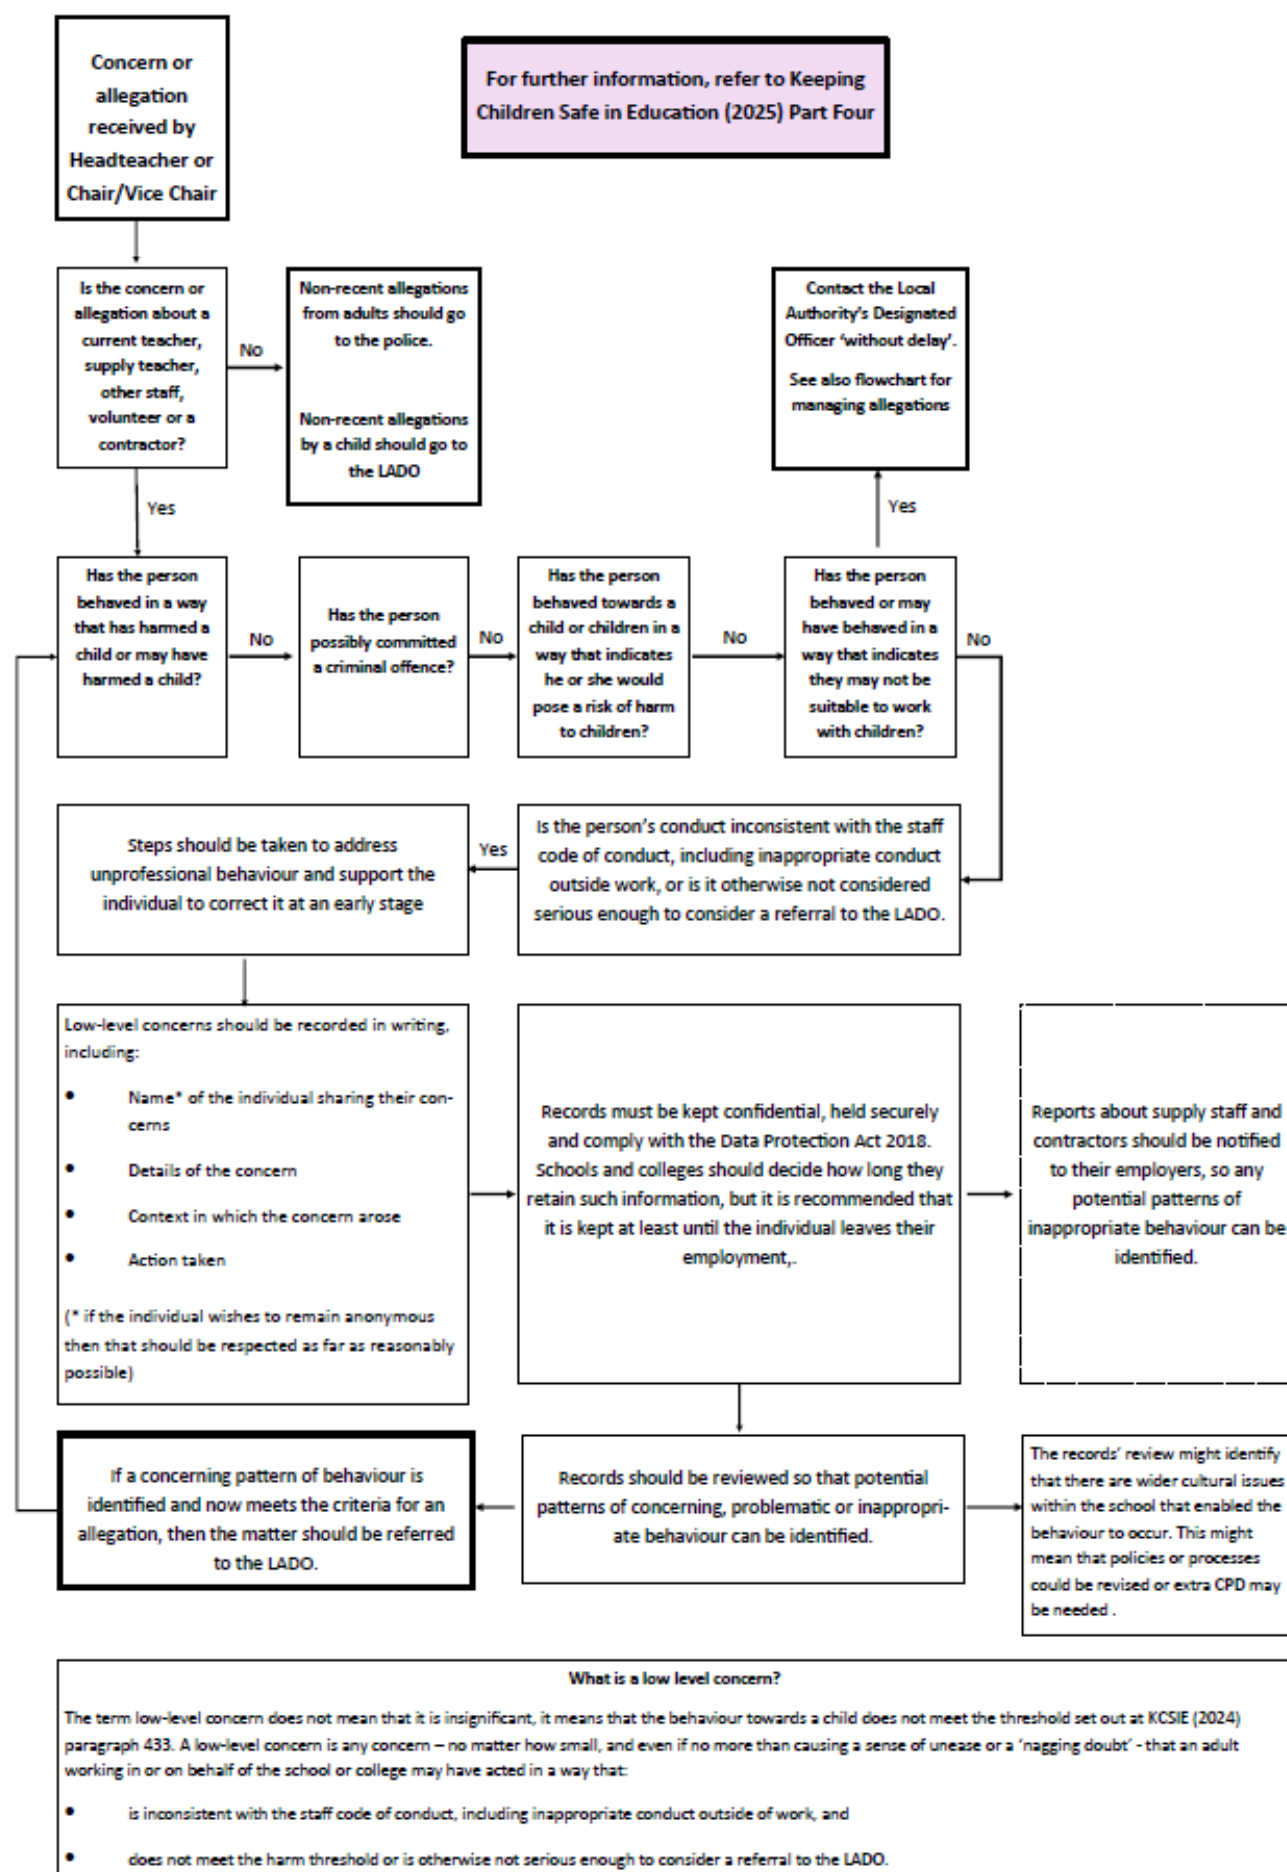 Concern or
allegation
received by
Headteacher or
Chair/Vice Chair
For further information, refer to Keeping
Children Safe in Education (2025) Part Four
Is the concern or
allegation about a
current teacher,
supply teacher,
other staff,
volunteer or a
contractor?
No
Non-recent allegations
from adults should go
to the police.
Non-recent allegations
by a child should go to
the LADO
Contact the Local
Authority's Designated
Officer 'without delay'.
See also flowchart for
managing allegations
Yes
Yes
Has the person
behaved in a way
that has harmed a
child or may have
harmed a child?
No
Has the person
possibly committed
a criminal offence?
No
Has the person
behaved towards a
child or children in a
way that indicates
he or she would
pose a risk of harm
to children?
No
Has the person
behaved or may
have behaved in a
way that indicates
they may not be
suitable to work
with children?
No
Steps should be taken to address
unprofessional behaviour and support the
individual to correct it at an early stage
Yes
Is the person's conduct inconsistent with the staff
code of conduct, including inappropriate conduct
outside work, or is it otherwise not considered
serious enough to consider a referral to the LADO.
Low-level concerns should be recorded in writing,
including:
• Name* of the individual sharing their con-
cerns
• Details of the concern
• Context in which the concern arose
• Action taken
(* if the individual wishes to remain anonymous
then that should be respected as far as reasonably
possible)
Records must be kept confidential, held securely
and comply with the Data Protection Act 2018.
Schools and colleges should decide how long they
retain such information, but it is recommended that
it is kept at least until the individual leaves their
employment,.
Reports about supply staff and
contractors should be notified
to their employers, so any
potential patterns of
inappropriate behaviour can be
identified.
If a concerning pattern of behaviour is
identified and now meets the criteria for an
allegation, then the matter should be referred
to the LADO.
Records should be reviewed so that potential
patterns of concerning, problematic or inappropri-
ate behaviour can be identified.
The records' review might identify
that there are wider cultural issues
within the school that enabled the
behaviour to occur. This might
mean that policies or processes
could be revised or extra CPD may
be needed .
What is a low level concern?
The term low-level concern does not mean that it is insignificant, it means that the behaviour towards a child does not meet the threshold set out at KCSIE (2024)
paragraph 433. A low-level concern is any concern – no matter how small, and even if no more than causing a sense of unease or a 'nagging doubt' - that an adult
working in or on behalf of the school or college may have acted in a way that:
• is inconsistent with the staff code of conduct, including inappropriate conduct outside of work, and
• does not meet the harm threshold or is otherwise not serious enough to consider a referral to the LADO.